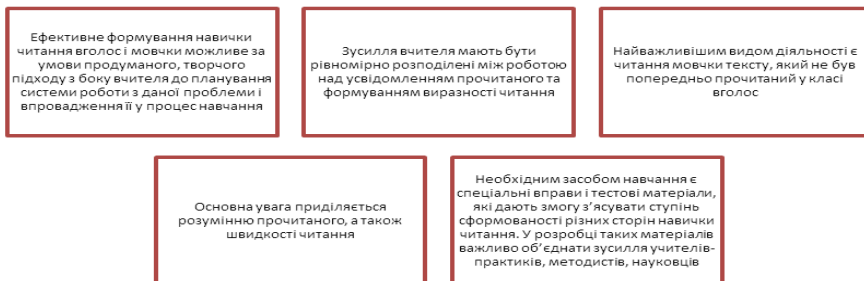 Ефективне формування навички
читання вголос і мовчки можливе за
умови продуманого, творчого
підходу з боку вчителя до планування
системи роботи з даної проблеми і
впровадження її у процес навчання
Зусилля вчителя мають бути
рівномірно розподілені між роботою
над усвідомленням прочитаного та
формуванням виразності читання
Найважливішим видом діяльності є
читання мовчки тексту, який не був
попередньо прочитаний у класі
вголос
Основна увага приділяється
розумінню прочитаного, а також
швидкості читання
Необхідним засобом навчання є
спеціальні вправи і тестові матеріали,
які дають змогу з’ясувати ступінь
сформованості різних сторін навички
читання. У розробці таких матеріалів
важливо об’єднати зусилля учителів-
практиків, методистів, науковців